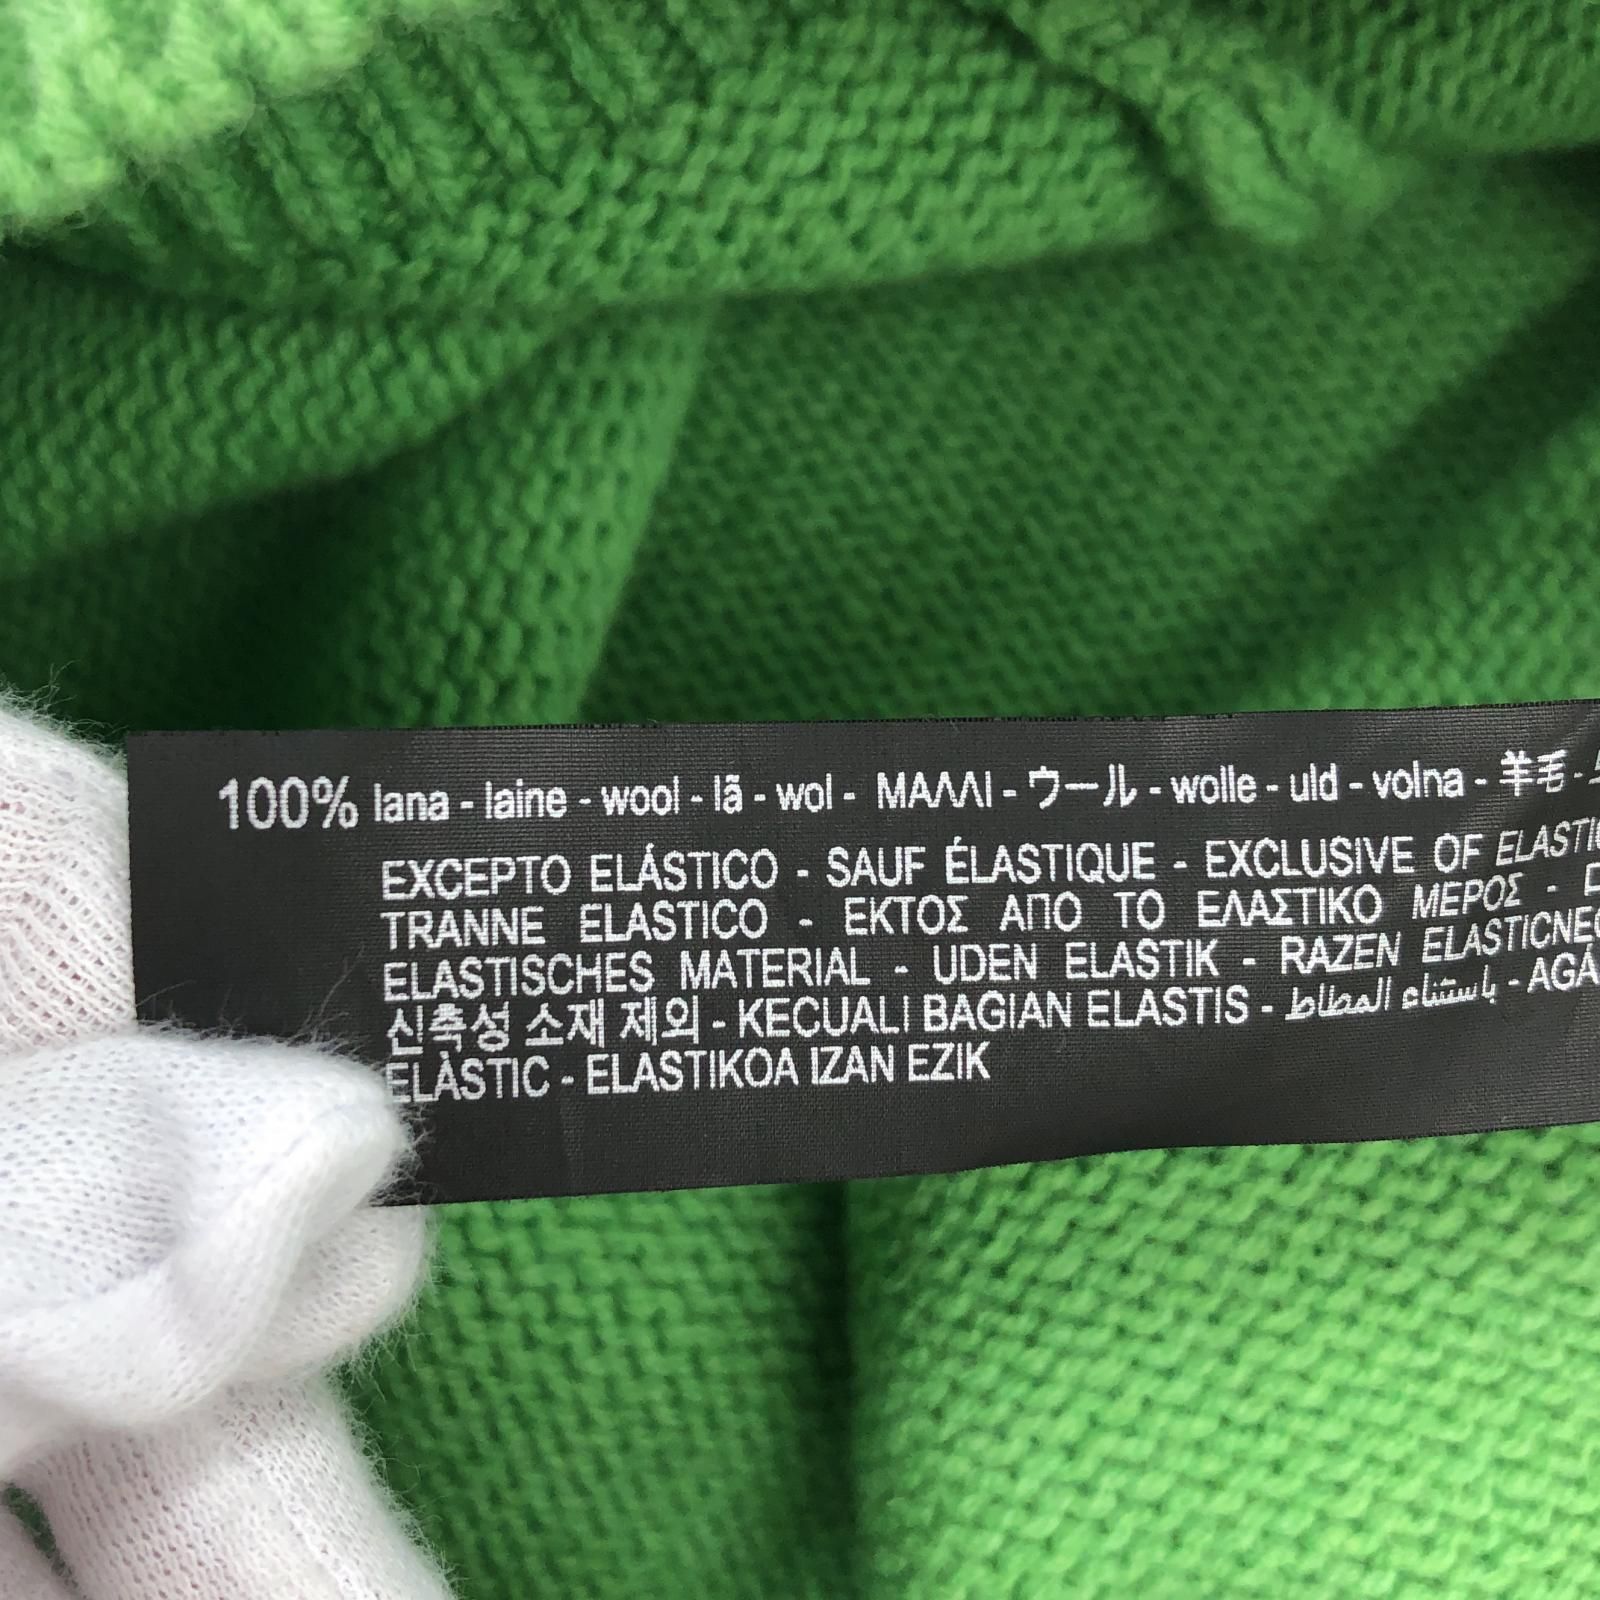 100% lana - laine - wool - lã - wol - ΜΑΛΛΙ - ウール - wolle - uld - volna - 羊毛 -
EXCEPTO ELÁSTICO - SAUF ÉLASTIQUE - EXCLUSIVE OF
TRANNE ELASTICO - ΕΚΤΟΣ ΑΠΟ ΤΟ ΕΛΑΣΤΙΚΟ ΜΕΡΟΣ -
ELASTISCHES MATERIAL - UDEN ELASTIK - RAZEN
신축성 소재 제외 - KECUALI BAGIAN ELASTIS - باستثناء المطاط -
ELÀSTIC - ELASTIKOA IZAN EZIK